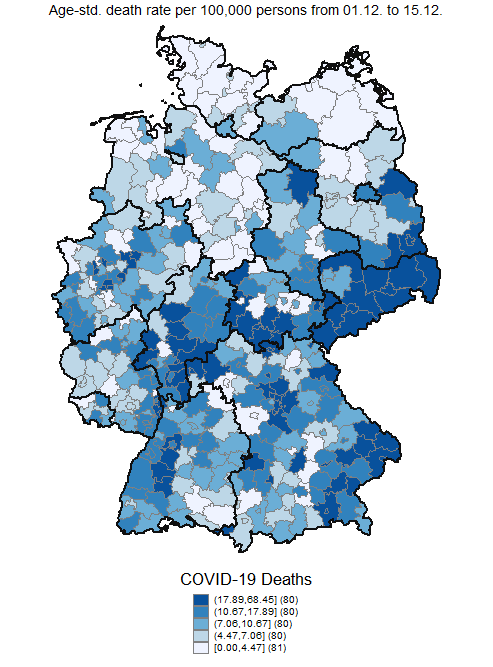 Age-std. death rate per 100,000 persons from 01.12. to 15.12.
COVID-19 Deaths
(17.89,68.45] (80)
(10.67,17.89] (80)
(7.06,10.67] (80)
(4.47,7.06] (80)
[0.00,4.47] (81)